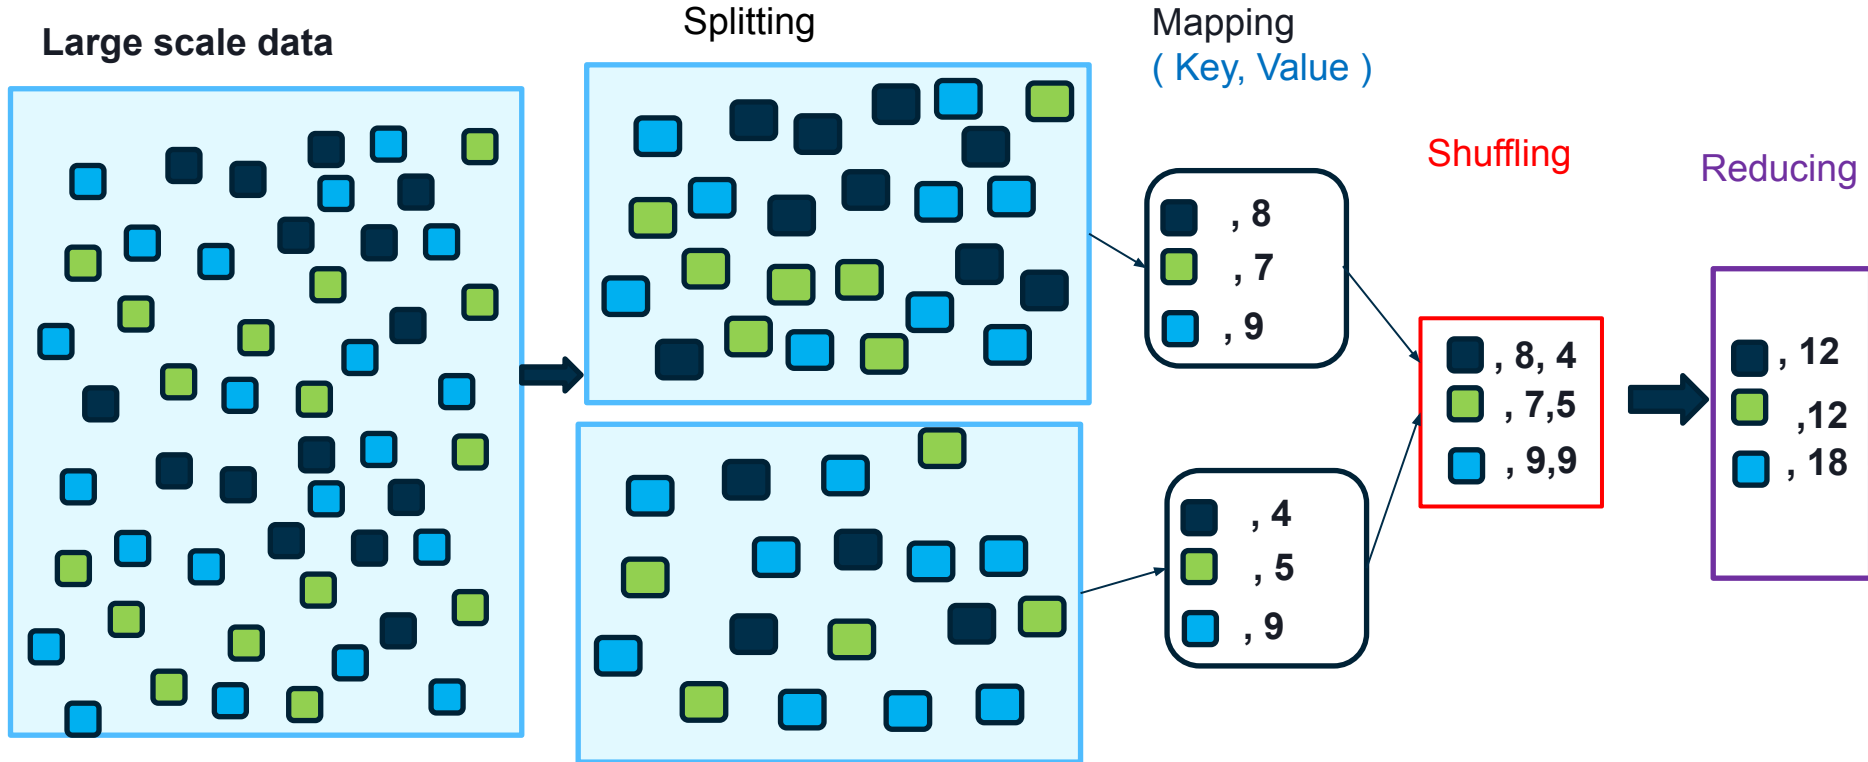 Large scale data
Splitting
Mapping
( Key, Value )
Shuffling
Reducing
, 8
, 7
, 9
, 4
, 5
, 9
, 8, 4
, 7,5
, 9,9
, 12
,12
, 18